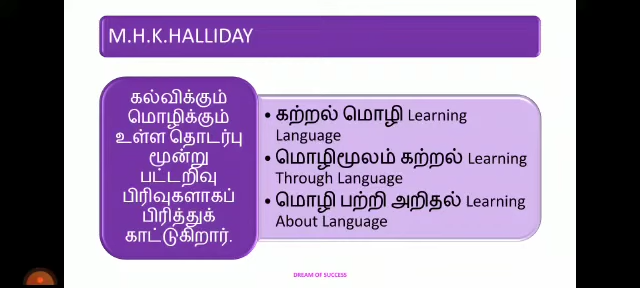 M.H.K.HALLIDAY
கல்விக்கும்
மொழிக்கும்
உள்ள தொடர்பு
மூன்று
பட்டறிவு
பிரிவுகளாகப்
பிரித்துக்
காட்டுகிறார்.
• கற்றல் மொழி Learning
Language
• மொழிமூலம் கற்றல் Learning
Through Language
• மொழி பற்றி அறிதல் Learning
About Language
DREAM OF SUCCESS